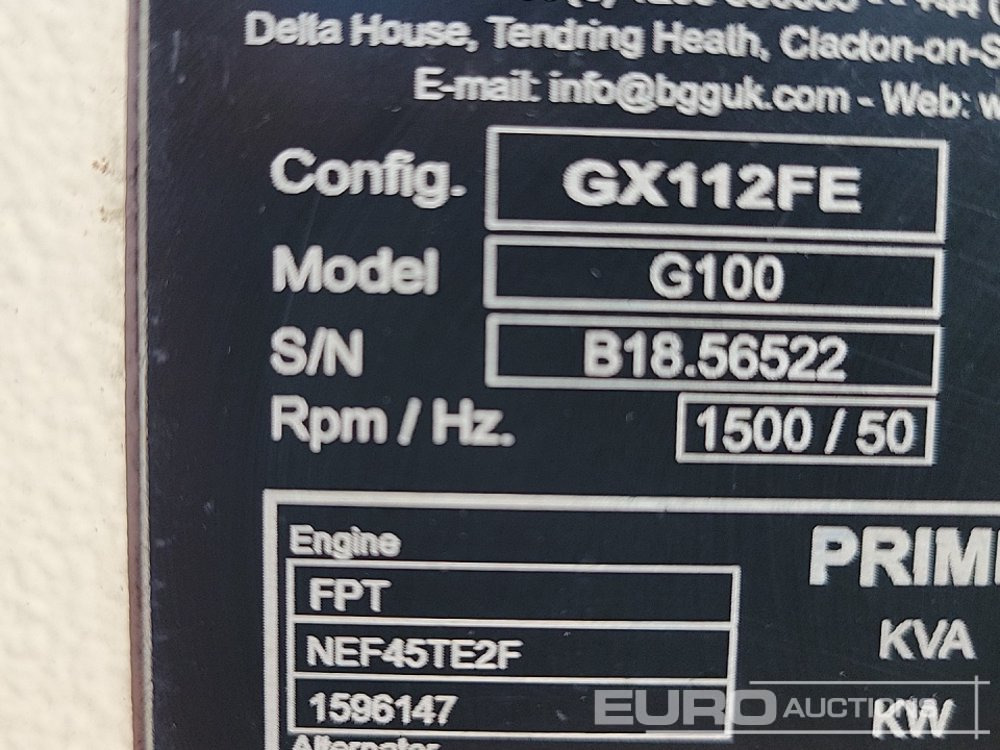 Delta House, Tendring Heath, Clacton-on-S
E-mail: info@bgguk.com - Web: w
Config. GX112FE
Model G100
S/N B18.56522
Rpm / Hz. 1500 / 50
Engine
FPT
NEF45TE2F
1596147
Alternator
PRIM
KVA
KW
EURO AUCTIONS